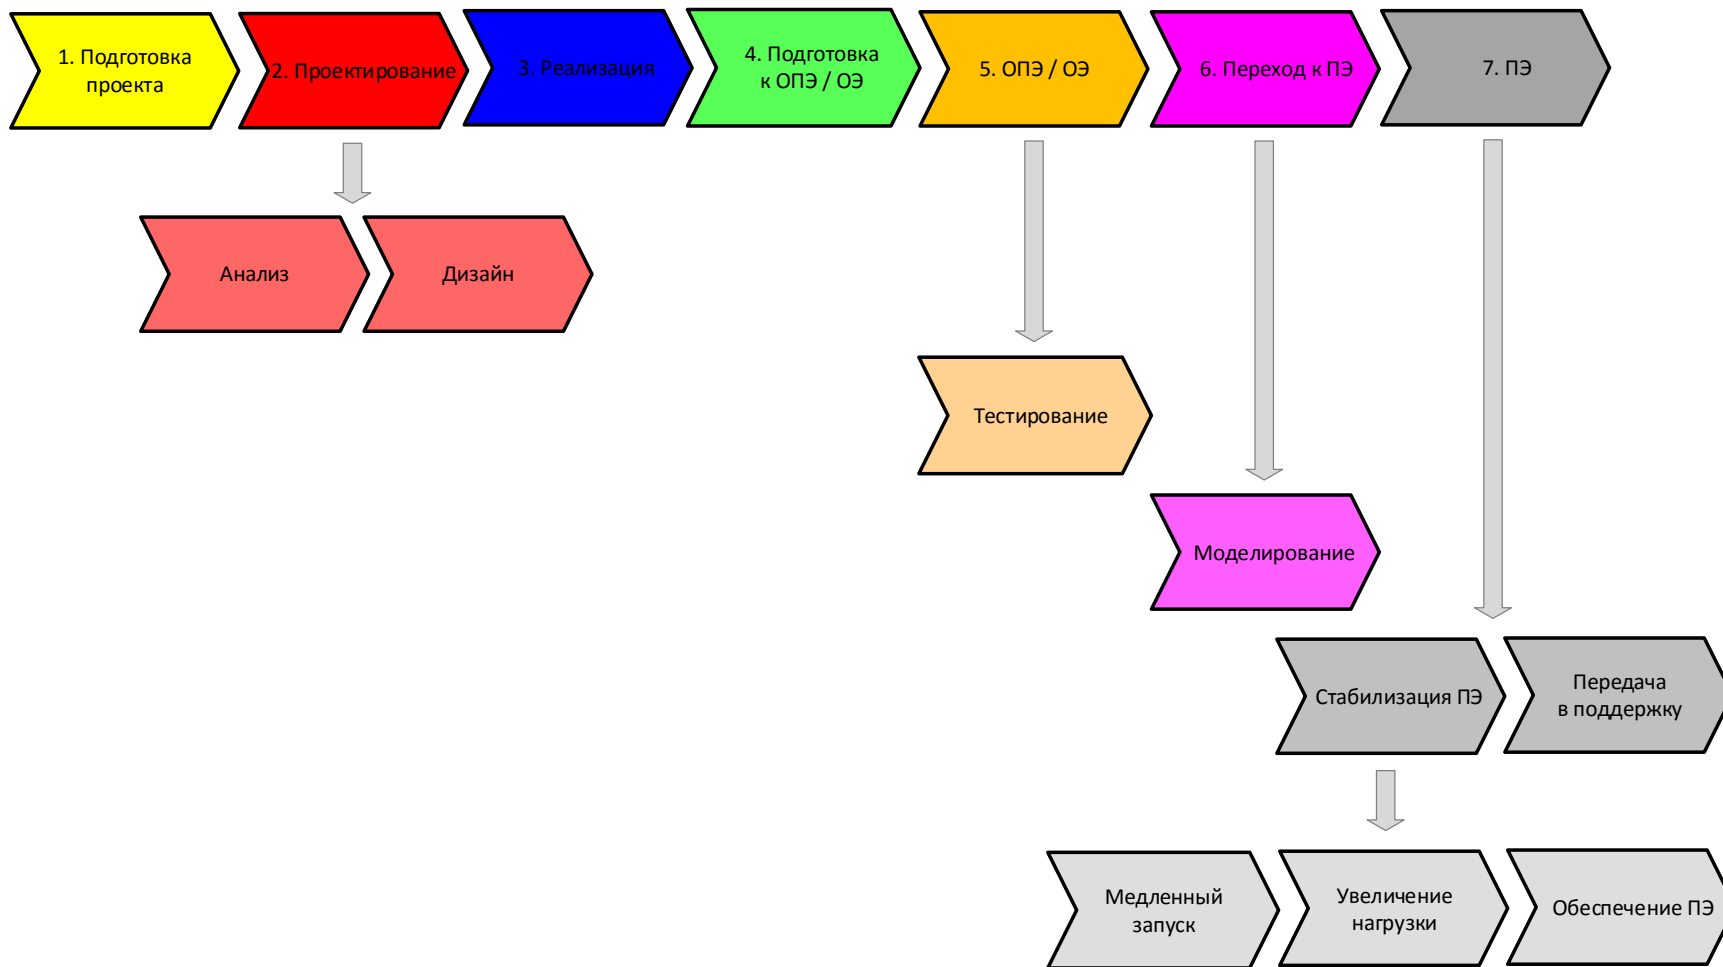 1. Подготовка
проекта
2. Проектирование
3. Реализация
4. Подготовка
к ОПЭ / ОЭ
5. ОПЭ / ОЭ
6. Переход к ПЭ
7. ПЭ
Анализ
Дизайн
Тестирование
Моделирование
Стабилизация ПЭ
Передача
в поддержку
Медленный
запуск
Увеличение
нагрузки
Обеспечение ПЭ